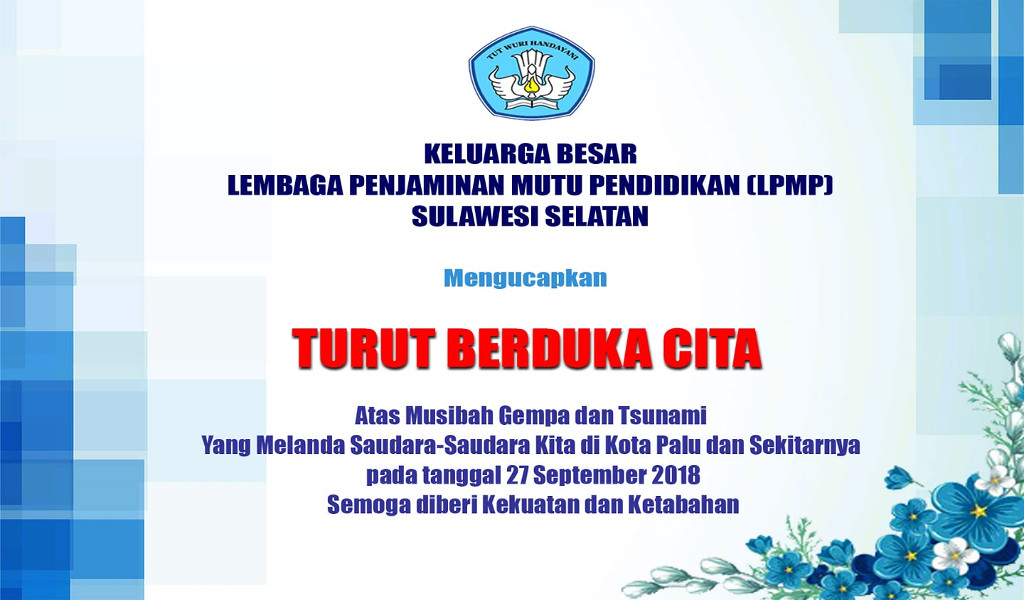 TUT WURI HANDAYANI
KELUARGA BESAR
LEMBAGA PENJAMINAN MUTU PENDIDIKAN (LPMP)
SULAWESI SELATAN
Mengucapkan
TURUT BERDUKA CITA
Atas Musibah Gempa dan Tsunami
Yang Melanda Saudara-Saudara Kita di Kota Palu dan Sekitarnya
pada tanggal 27 September 2018
Semoga diberi Kekuatan dan Ketabahan